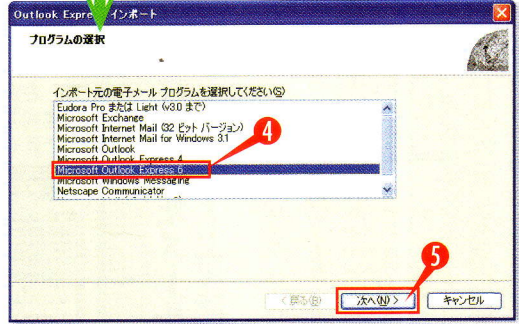 Outlook Express インポート
プログラムの選択
インポート元の電子メール プログラムを選択してください(S)
Eudora Pro または Light (v3.0 まで)
Microsoft Exchange
Microsoft Internet Mail (32 ビット バージョン)
Microsoft Internet Mail for Windows 3.1
Microsoft Outlook
Microsoft Outlook Express 4
4
Microsoft Outlook Express 6
Microsoft Windows Messaging
Netscape Communicator
5
< 戻る(B)
次へ(N) >
キャンセル